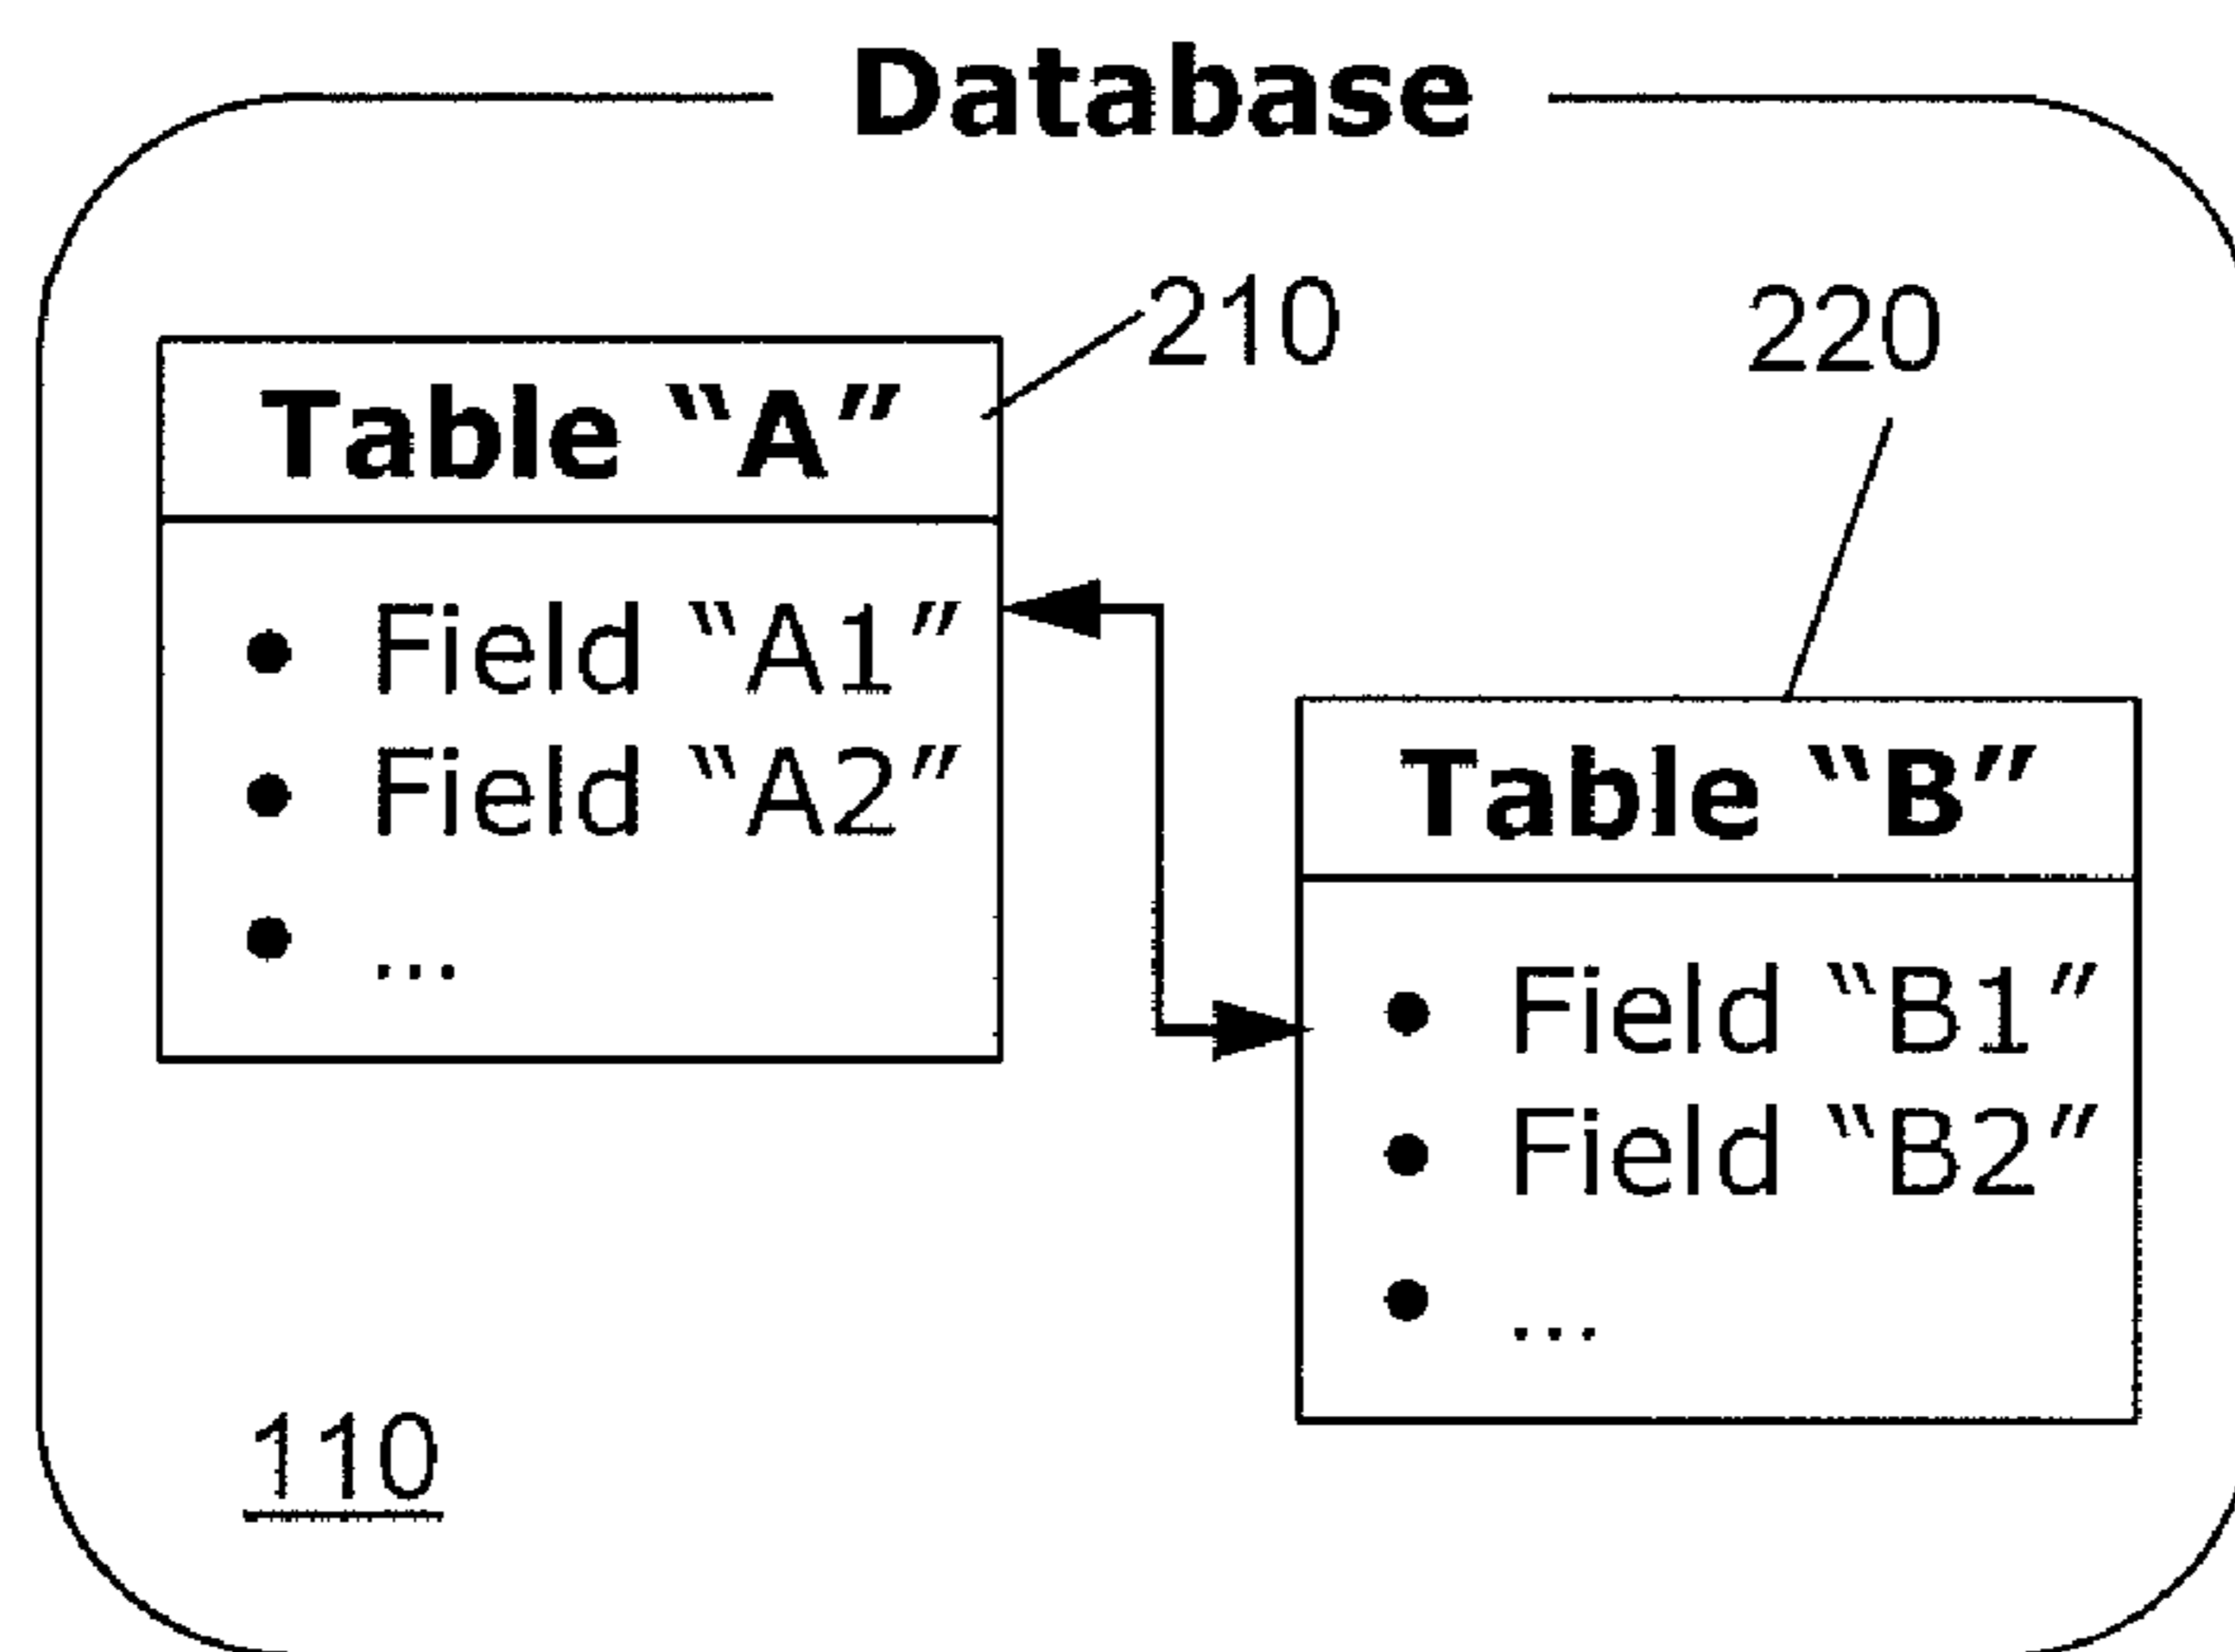 Database
210
220
Table “A”
• Field “A1”
• Field “A2”
• ...
Table “B”
• Field “B1”
• Field “B2”
• ...
110